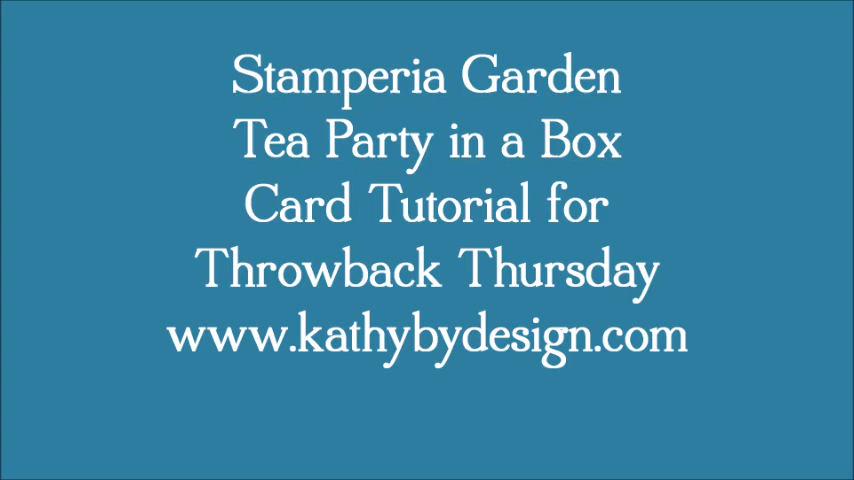 Stamperia Garden
Tea Party in a Box
Card Tutorial for
Throwback Thursday
www.kathybydesign.com